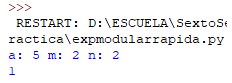 >>>
RESTART: D:\ESCUELA\SextoSe
ractica\expmodularrapida.py
a: 5 m: 2 n: 2
1